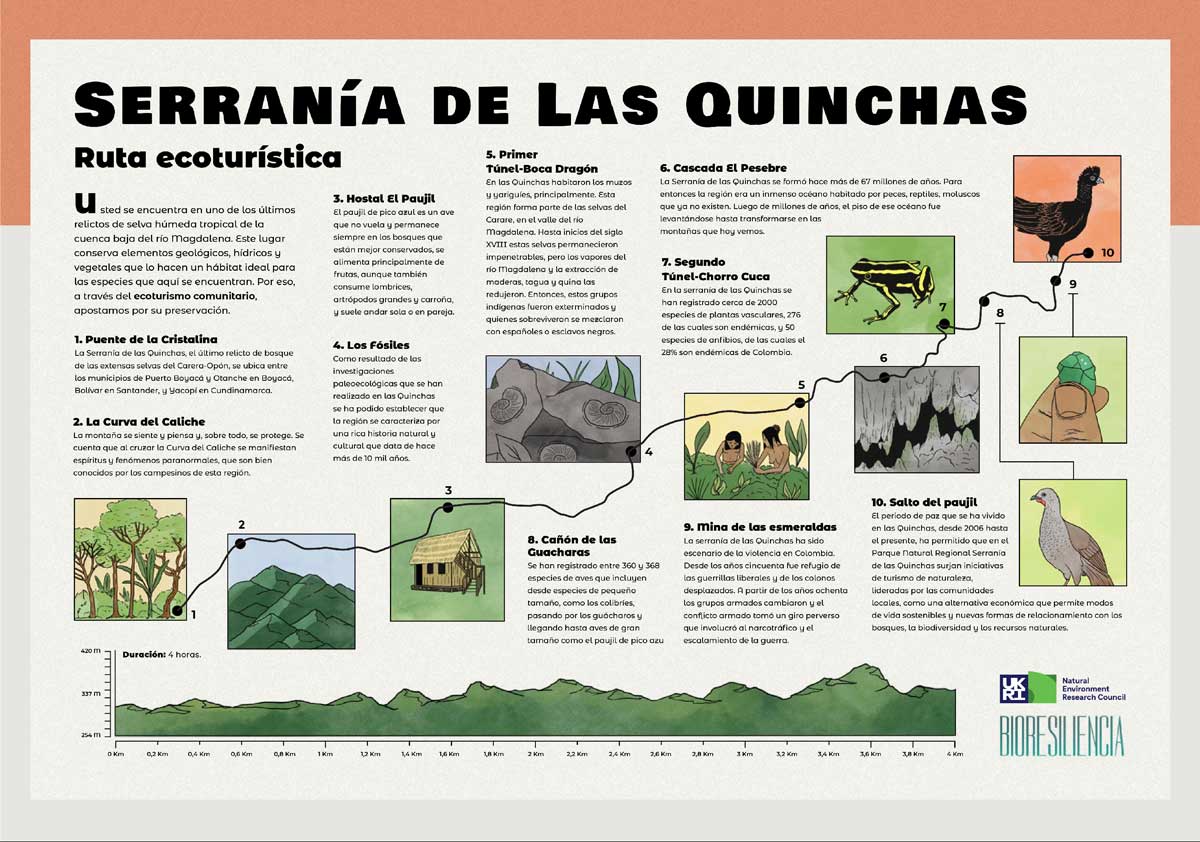 SERRANÍA DE LAS QUINCHAS
Ruta ecoturística
Usted se encuentra en uno de los últimos
relictos de selva húmeda tropical de la
cuenca baja del río Magdalena. Este lugar
conserva elementos geológicos, hídricos y
vegetales que lo hacen un hábitat ideal para
las especies que aquí se encuentran. Por eso,
a través del ecoturismo comunitario,
apostamos por su preservación.
1. Puente de la Cristalina
La Serranía de las Quinchas, el último relicto de bosque
de las extensas selvas del Carera-Opón, se ubica entre
los municipios de Puerto Boyacá y Otanche en Boyacá,
Bolívar en Santander, y Yacopí en Cundinamarca.
2. La Curva del Caliche
La montaña se siente y piensa y, sobre todo, se protege. Se
cuenta que al cruzar la Curva del Caliche se manifiestan
espíritus y fenómenos paranormales, que son bien
conocidos por los campesinos de esta región.
3. Hostal El Paujil
El paujil de pico azul es un ave
que no vuela y permanece
siempre en los bosques que
están mejor conservados, se
alimenta principalmente de
frutas, aunque también
consume lombrices,
artrópodos grandes y carroña,
y suele andar sola o en pareja.
4. Los Fósiles
Como resultado de las
investigaciones
paleoecológicas que se han
realizado en las Quinchas
se ha podido establecer que
la región se caracteriza por
una rica historia natural y
cultural que data de hace
más de 10 mil años.
5. Primer
Túnel-Boca Dragón
En las Quinchas habitaron los muzos
y yariguíes, principalmente. Esta
región forma parte de las selvas del
Carare, en el valle del río
Magdalena. Hasta inicios del siglo
XVIII estas selvas permanecieron
impenetrables, pero los vapores del
río Magdalena y la extracción de
maderas, tagua y quina las
redujeron. Entonces, estos grupos
indígenas fueron exterminados y
quienes sobreviveron se mezclaron
con españoles o esclavos negros.
6. Cascada El Pesebre
La Serranía de las Quinchas se formó hace más de 67 millones de años. Para
entonces la región era un inmenso océano habitado por peces, reptiles, moluscos
que ya no existen. Luego de millones de años, el piso de ese océano fue
levantándose hasta transformarse en las
montañas que hoy vemos.
7. Segundo
Túnel-Chorro Cuca
En la serranía de las Quinchas se
han registrado cerca de 2000
especies de plantas vasculares, 276
de las cuales son endémicas, y 50
especies de anfibios, de las cuales el
28% son endémicas de Colombia.
8. Cañón de las
Guacharas
Se han registrado entre 360 y 368
especies de aves que incluyen
desde especies de pequeño
tamaño, como los colibríes,
pasando por los guácharos y
llegando hasta aves de gran
tamaño como el paujil de pico azu
9. Mina de las esmeraldas
La serranía de las Quinchas ha sido
escenario de la violencia en Colombia.
Desde los años cincuenta fue refugio de
las guerrillas liberales y de los colonos
desplazados. A partir de los años ochenta
los grupos armados cambiaron y el
conflicto armado tomó un giro perverso
que involucró al narcotráfico y el
escalamiento de la guerra.
10. Salto del paujil
El periodo de paz que se ha vivido
en las Quinchas, desde 2006 hasta
el presente, ha permitido que en el
Parque Natural Regional Serranía
de las Quinchas surjan iniciativas
de turismo de naturaleza,
lideradas por las comunidades
locales, como una alternativa económica que permite modos
de vida sostenibles y nuevas formas de relacionamiento con los
bosques, la biodiversidad y los recursos naturales.
1
2
3
4
5
6
7
8
9
10
Duración: 4 horas.
420 m
337 m
254 m
0 Km 0,2 Km 0,4 Km 0,6 Km 0,8 Km 1 Km 1,2 Km 1,4 Km 1,6 Km 1,8 Km 2 Km 2,2 Km 2,4 Km 2,6 Km 2,8 Km 3 Km 3,2 Km 3,4 Km 3,6 Km 3,8 Km 4 Km
UKRI
Natural
Environment
Research Council
BIORESILIENCIA